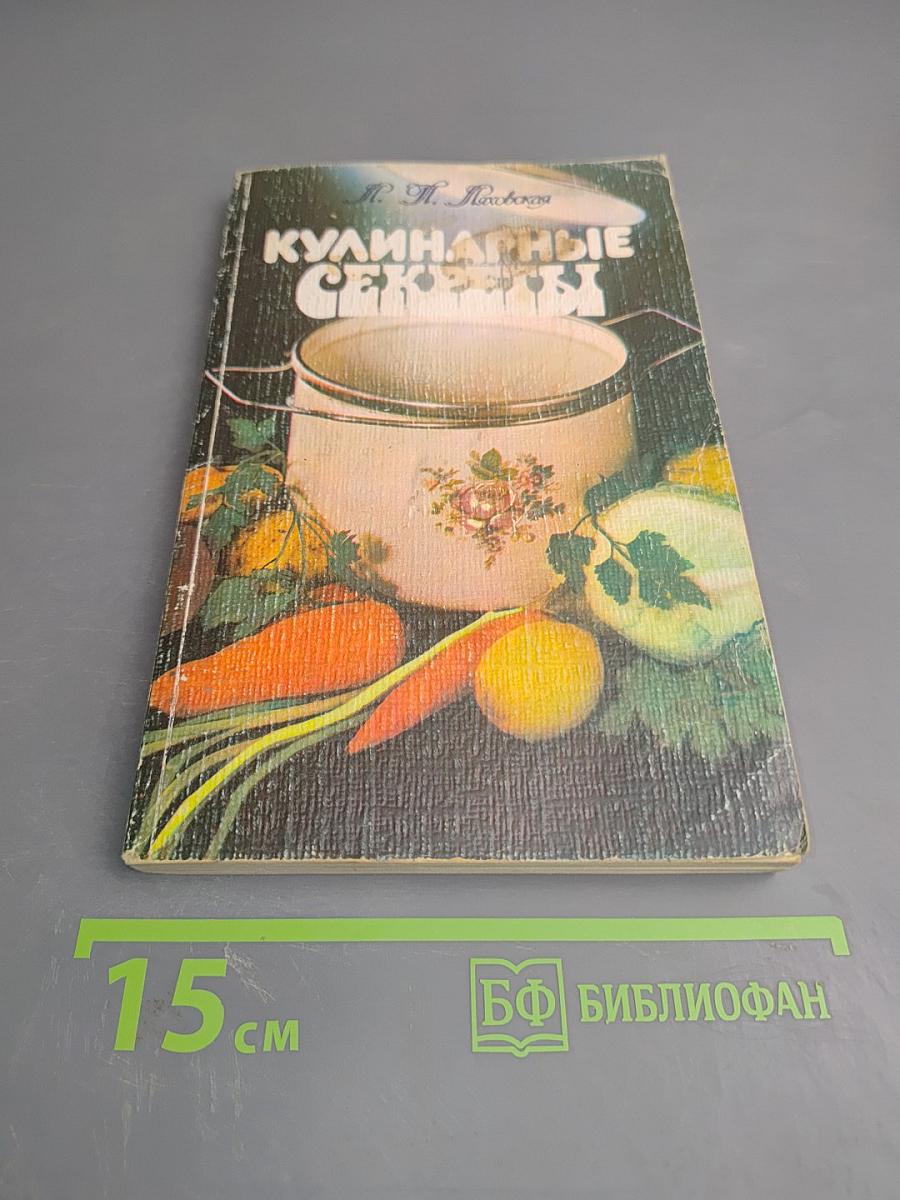 Л. П. Ляховская
КУЛИНАРНЫЕ
СЕКРЕТЫ
15 см
БФ БИБЛИОФАН